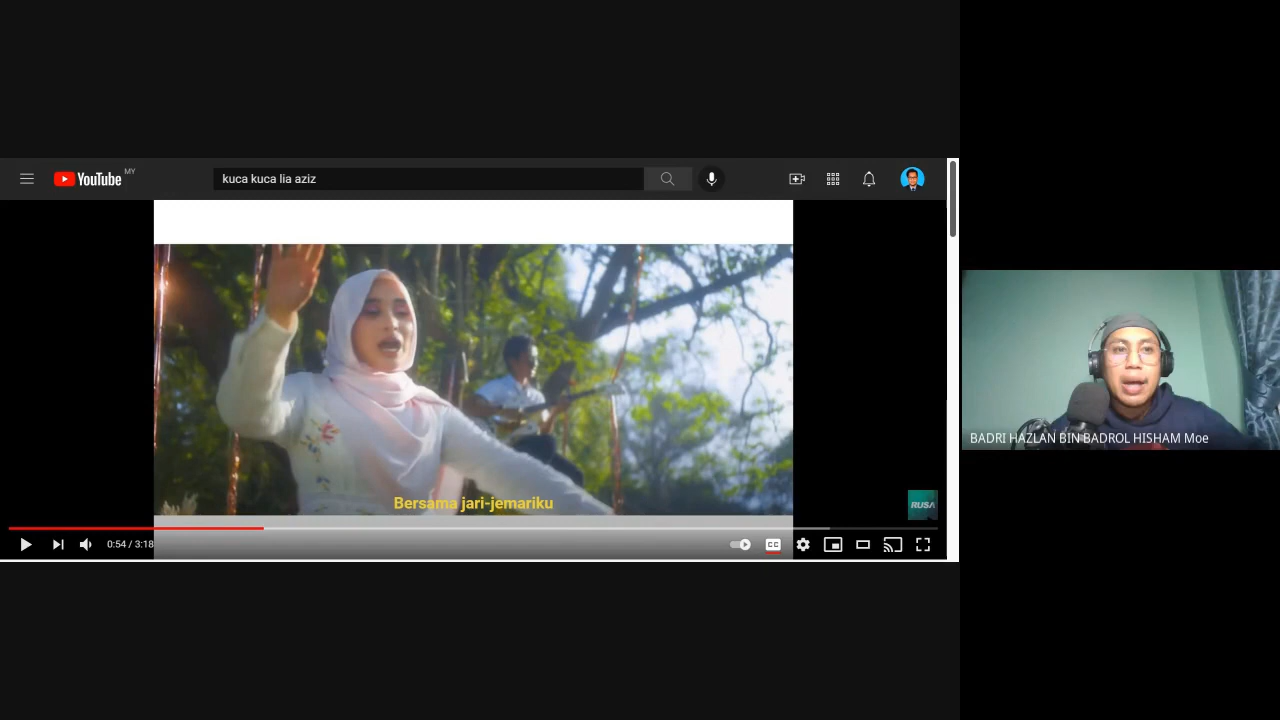 YouTube MY
kuca kuca lia aziz
Bersama jari-jemariku
RUSA
0:54 / 3:18
CC
BADRI HAZLAN BIN BADROL HISHAM Moe